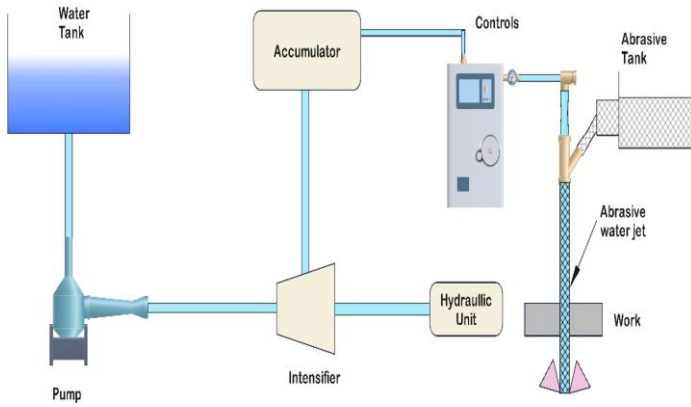 Water
Tank
Accumulator
Controls
Abrasive
Tank
Abrasive
water jet
Hydraullic
Unit
Work
Intensifier
Pump